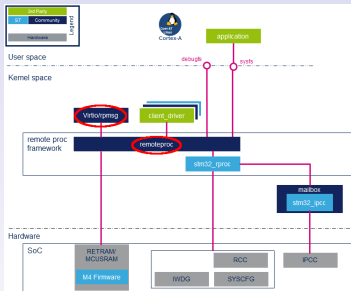 3rd Party
ST Community
Hardware
Legend
Cortex-A
application
User space
debugfs
sysfs
Kernel space
Virtio/rpmsg
client_driver
remote proc
framework
remoteproc
stm32_rproc
mailbox
stm32_ipcc
Hardware
SoC
RETRAM/
MCUSRAM
M4 Firmware
RCC
IPCC
IWDG
SYSCFG